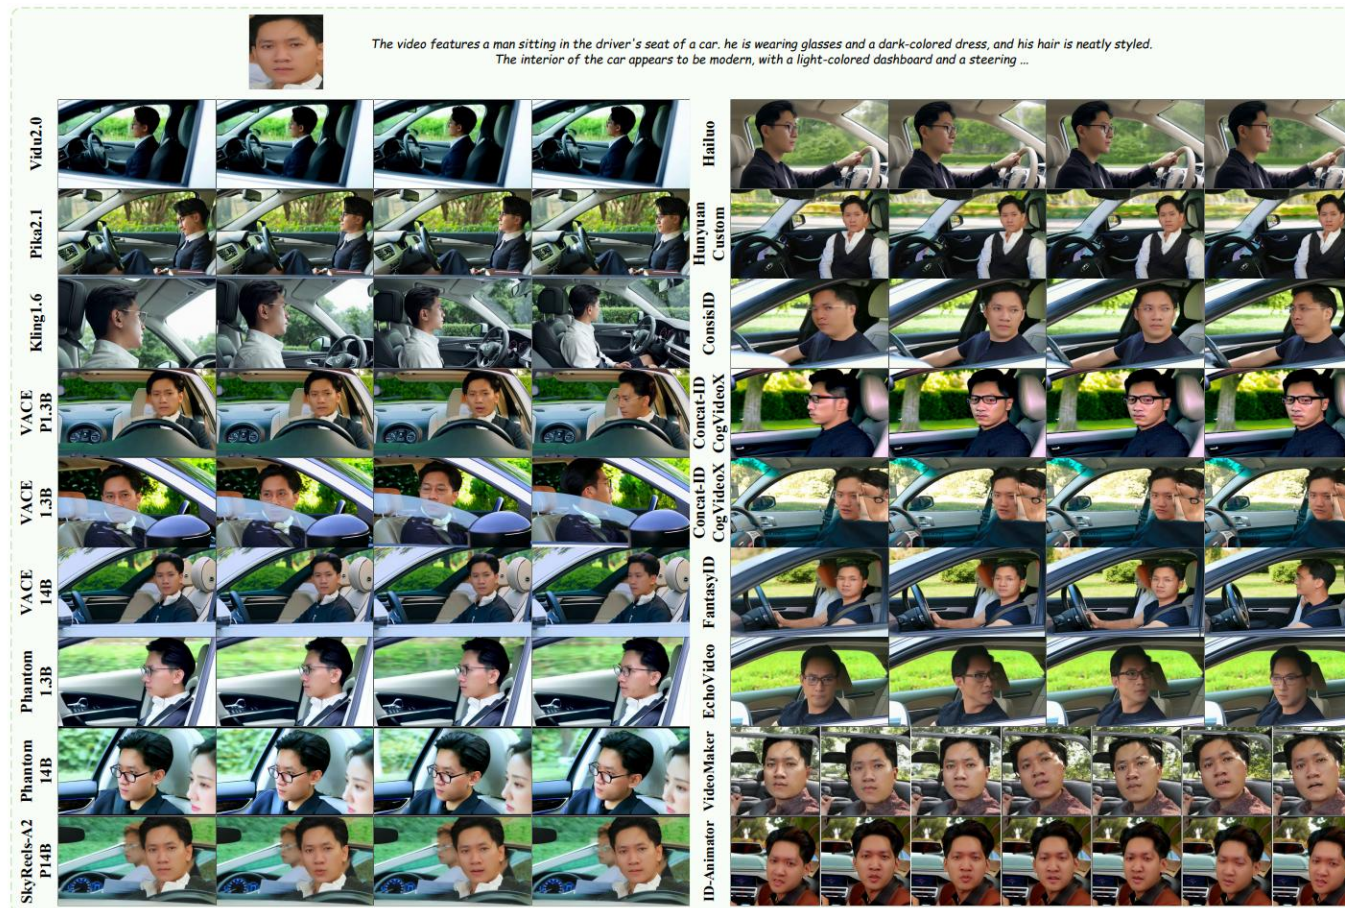 The video features a man sitting in the driver's seat of a car. he is wearing glasses and a dark-colored dress, and his hair is neatly styled.
The interior of the car appears to be modern, with a light-colored dashboard and a steering ...
Vidu2.0
Pika2.1
Kling1.6
VACE
P1.3B
VACE
1.3B
VACE
14B
Phantom
1.3B
Phantom
14B
SkyReels-A2
P14B
Hailuo
Hunyuan
Custom
ConsisID
Concat-ID
CogVideoX
Concat-ID
CogVideoX
FantasyID
EchoVideo
VideoMaker
ID-Animator